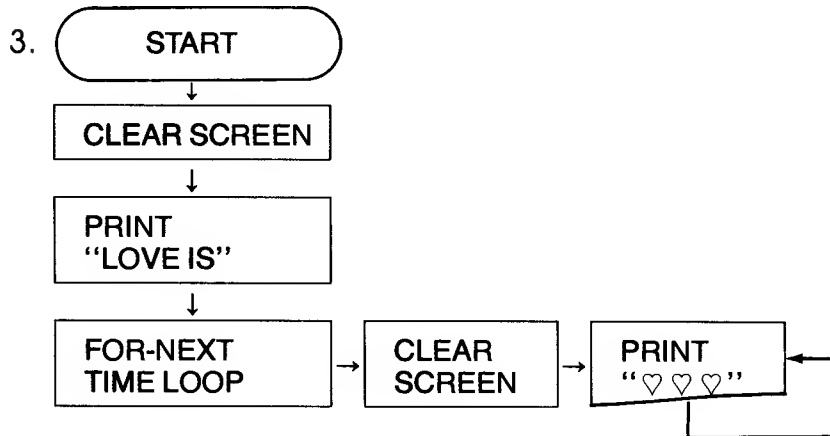 3. START
CLEAR SCREEN
PRINT
“LOVE IS”
FOR-NEXT
TIME LOOP
CLEAR
SCREEN
PRINT
“♡ ♡ ♡”